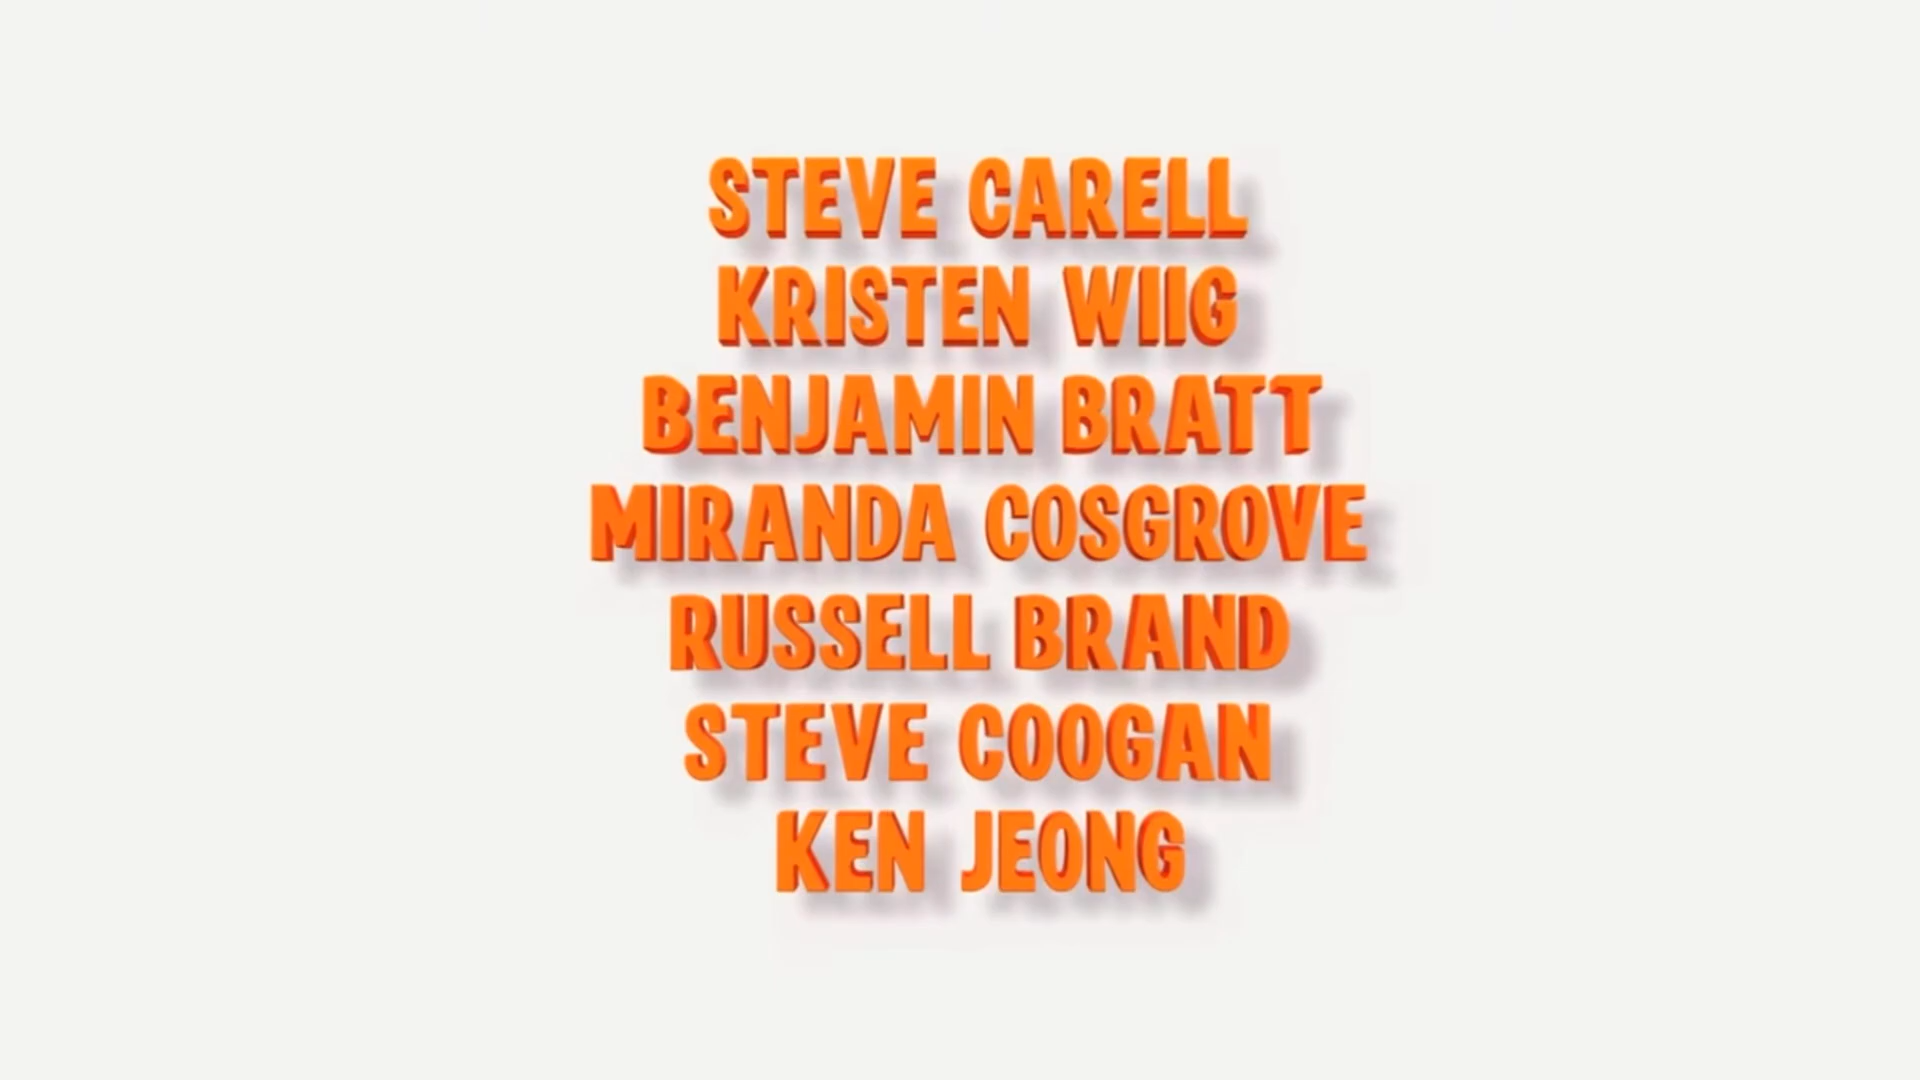 STEVE CARELL
KRISTEN WIIG
BENJAMIN BRATT
MIRANDA COSGROVE
RUSSELL BRAND
STEVE COOGAN
KEN JEONG